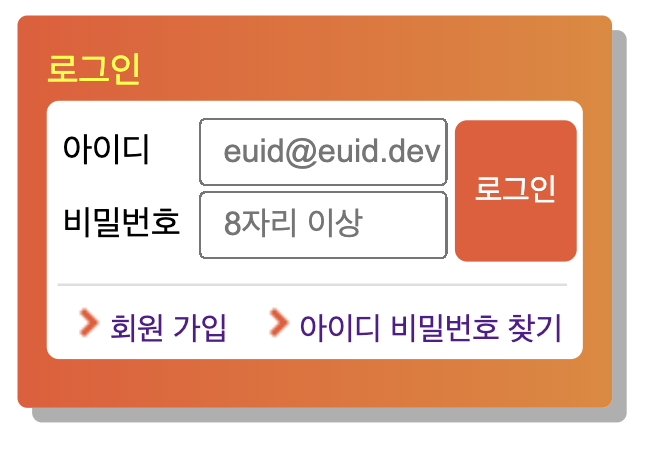 로그인
아이디 euid@euid.dev
로그인
비밀번호 8자리 이상
회원 가입 아이디 비밀번호 찾기